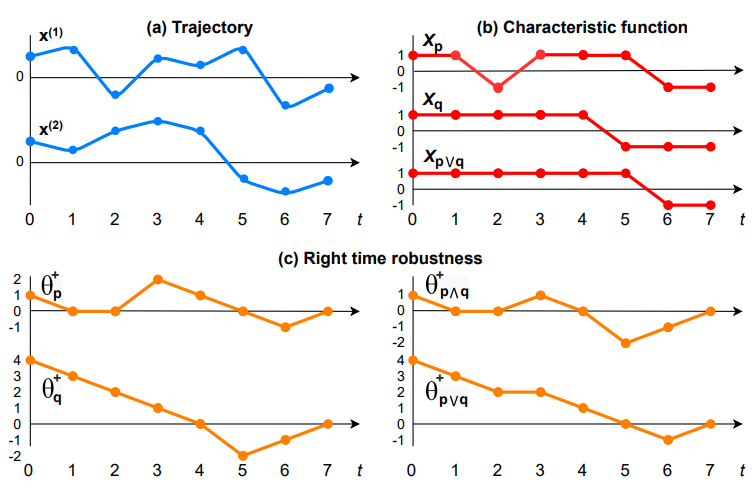 (a) Trajectory
x⁽¹⁾
0
x⁽²⁾
0
0 1 2 3 4 5 6 7 t
(b) Characteristic function
χp
1
0
-1
χq
1
0
-1
χp∨q
1
0
-1
0 1 2 3 4 5 6 7 t
(c) Right time robustness
θ⁺p
2
1
0
-1
θ⁺q
4
3
2
1
0
-1
-2
0 1 2 3 4 5 6 7 t
θ⁺p∧q
1
0
-1
-2
θ⁺p∨q
4
3
2
1
0
-1
0 1 2 3 4 5 6 7 t